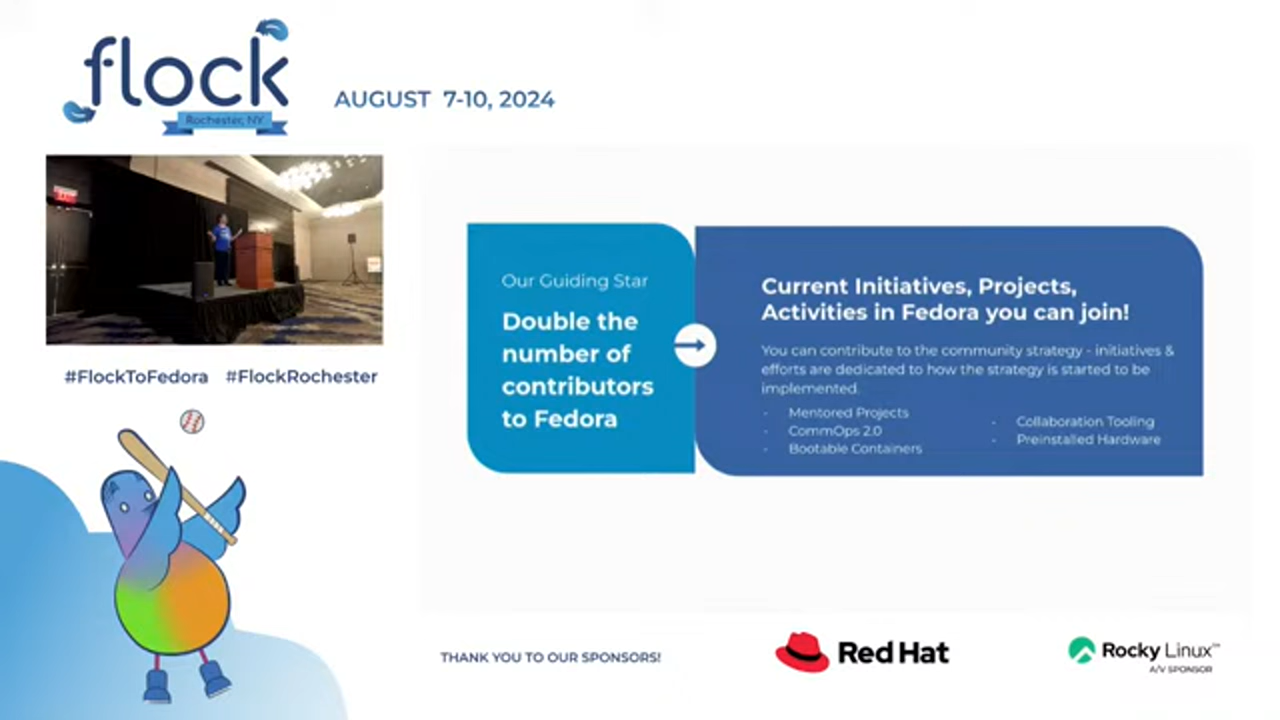 flock
Rochester, NY
AUGUST 7-10, 2024
#FlockToFedora #FlockRochester
Our Guiding Star
Double the
number of
contributors
to Fedora
Current Initiatives, Projects,
Activities in Fedora you can join!
You can contribute to the community strategy - initiatives &
efforts are dedicated to how the strategy is started to be
implemented.
- Mentored Projects
- CommOps 2.0
- Bootable Containers
- Collaboration Tooling
- Preinstalled Hardware
THANK YOU TO OUR SPONSORS!
Red Hat
Rocky Linux™
A/V SPONSOR